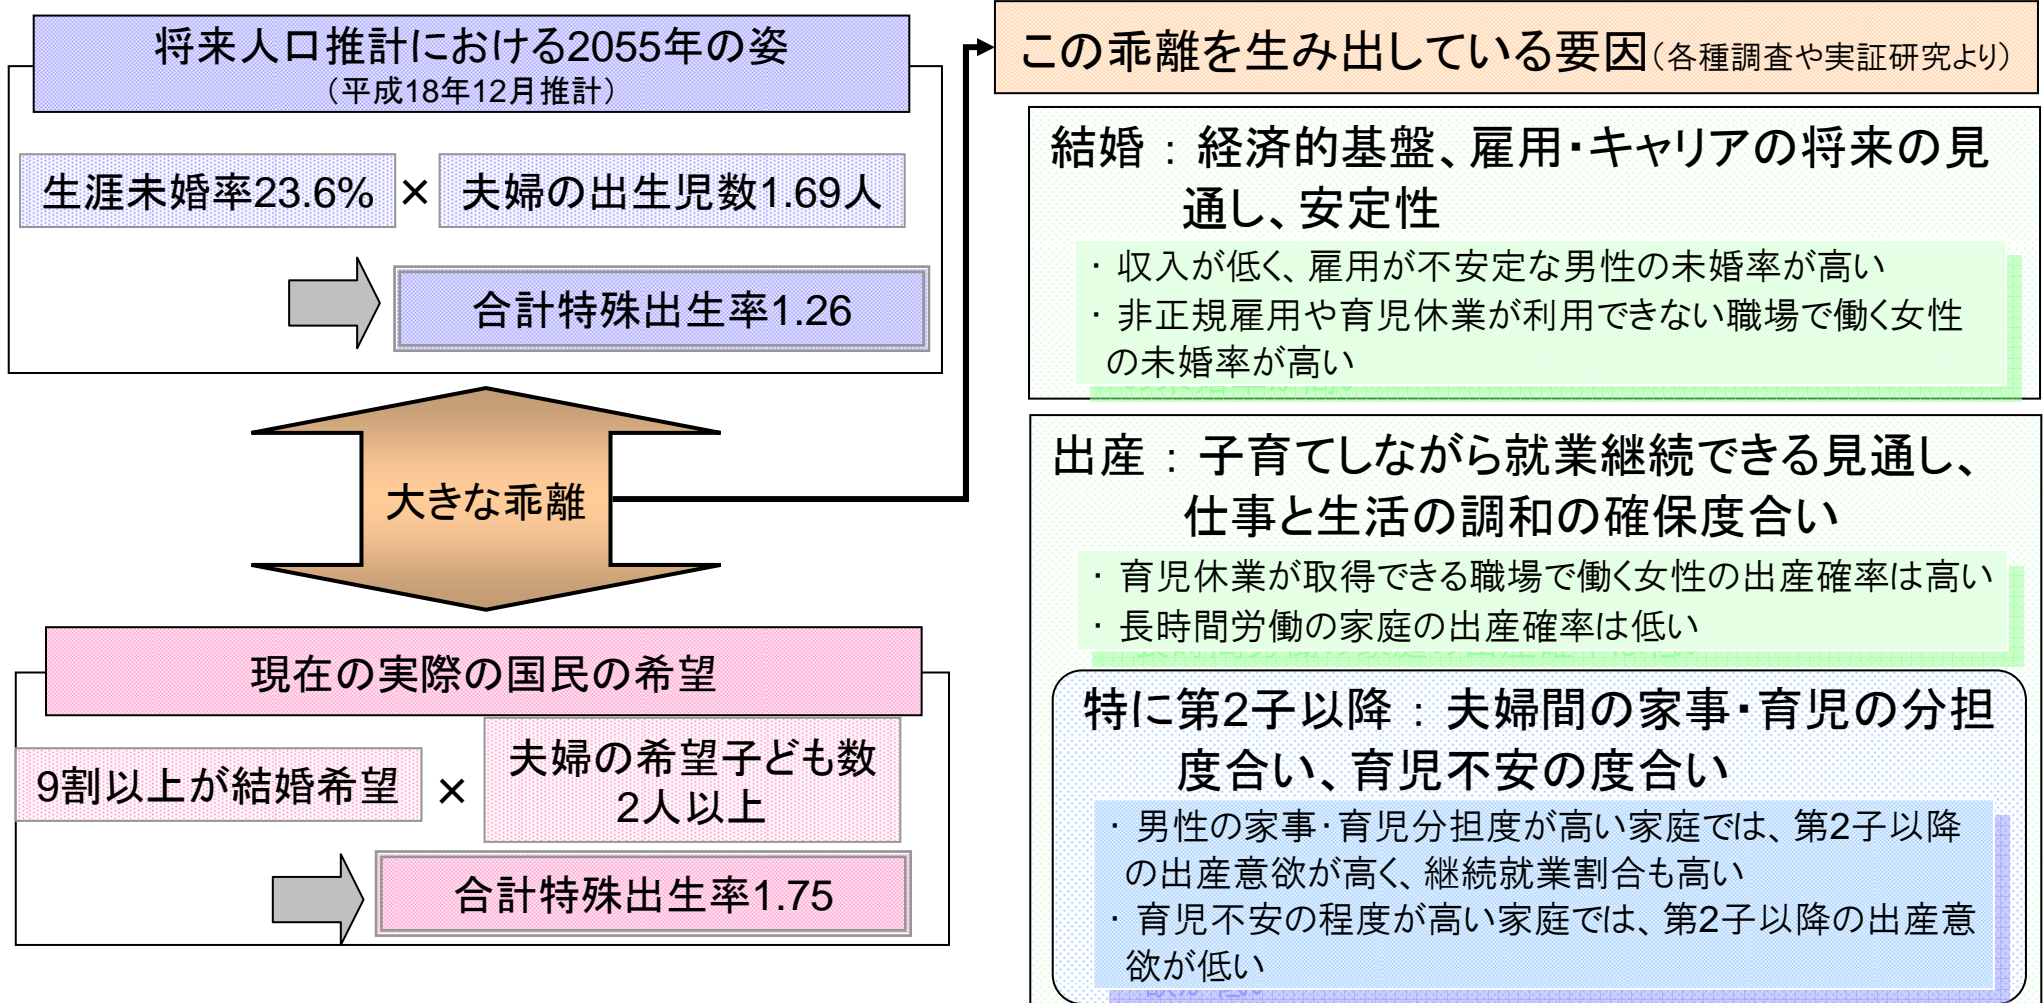 将来人口推計における2055年の姿
（平成18年12月推計）
生涯未婚率23.6%
×
夫婦の出生児数1.69人
合計特殊出生率1.26
大きな乖離
現在の実際の国民の希望
9割以上が結婚希望
×
夫婦の希望子ども数
2人以上
合計特殊出生率1.75
この乖離を生み出している要因（各種調査や実証研究より）
結婚：経済的基盤、雇用・キャリアの将来の見
通し、安定性
・収入が低く、雇用が不安定な男性の未婚率が高い
・非正規雇用や育児休業が利用できない職場で働く女性
の未婚率が高い
出産：子育てしながら就業継続できる見通し、
仕事と生活の調和の確保度合い
・育児休業が取得できる職場で働く女性の出産確率は高い
・長時間労働の家庭の出産確率は低い
特に第2子以降：夫婦間の家事・育児の分担
度合い、育児不安の度合い
・男性の家事・育児分担度が高い家庭では、第2子以降
の出産意欲が高く、継続就業割合も高い
・育児不安の程度が高い家庭では、第2子以降の出産意
欲が低い